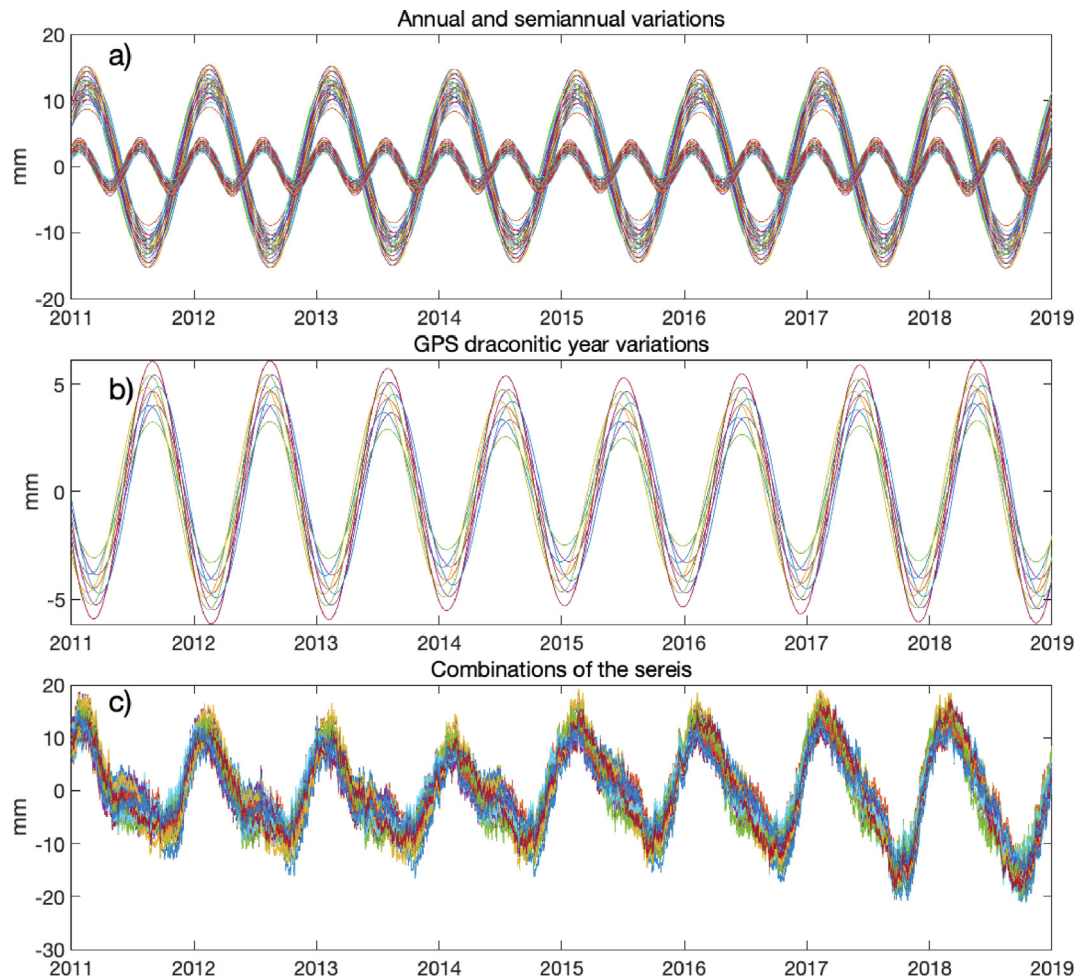 Annual and semiannual variations
a)
20
10
0
-10
-20
mm
2011 2012 2013 2014 2015 2016 2017 2018 2019
GPS draconitic year variations
b)
5
0
-5
mm
2011 2012 2013 2014 2015 2016 2017 2018 2019
Combinations of the sereis
c)
20
10
0
-10
-20
-30
mm
2011 2012 2013 2014 2015 2016 2017 2018 2019